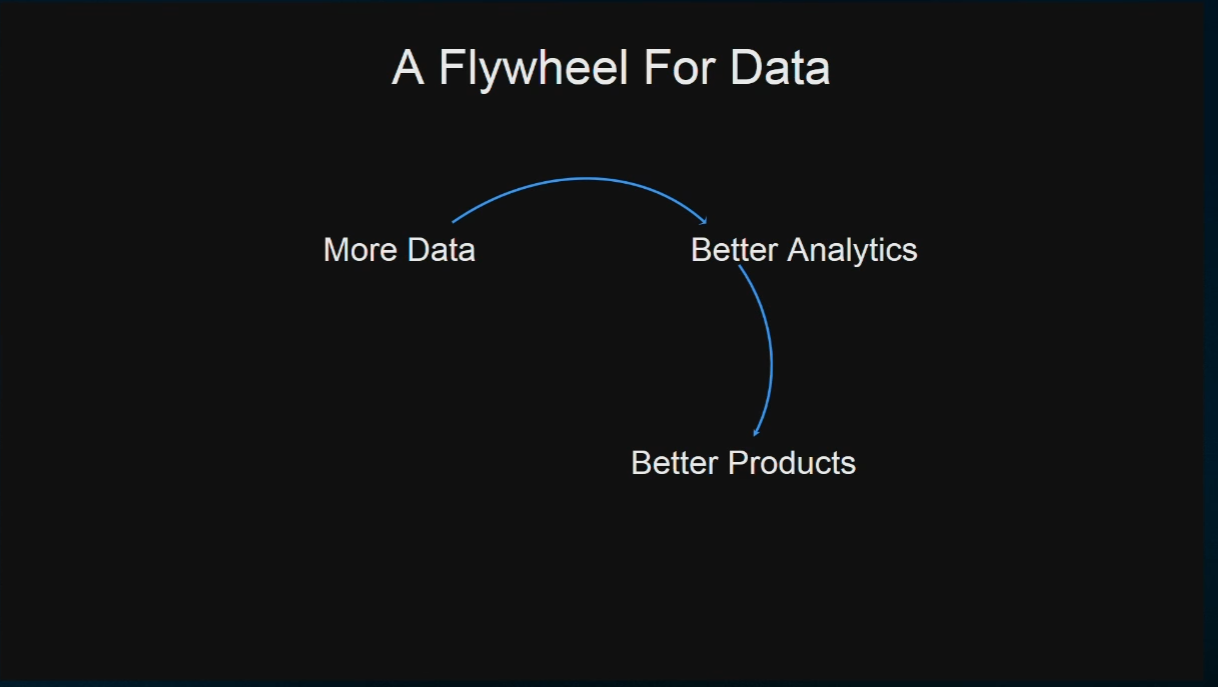 A Flywheel For Data
More Data
Better Analytics
Better Products